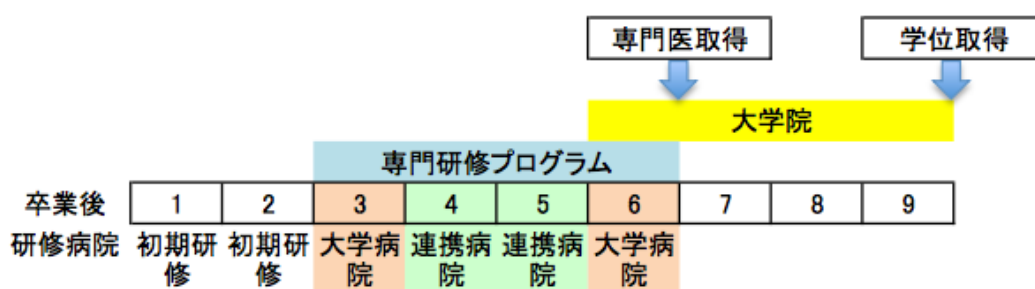 専門医取得 学位取得
大学院
専門研修プログラム
卒業後 1 2 3 4 5 6 7 8 9
研修病院 初期研修 初期研修 大学病院 連携病院 連携病院 大学病院